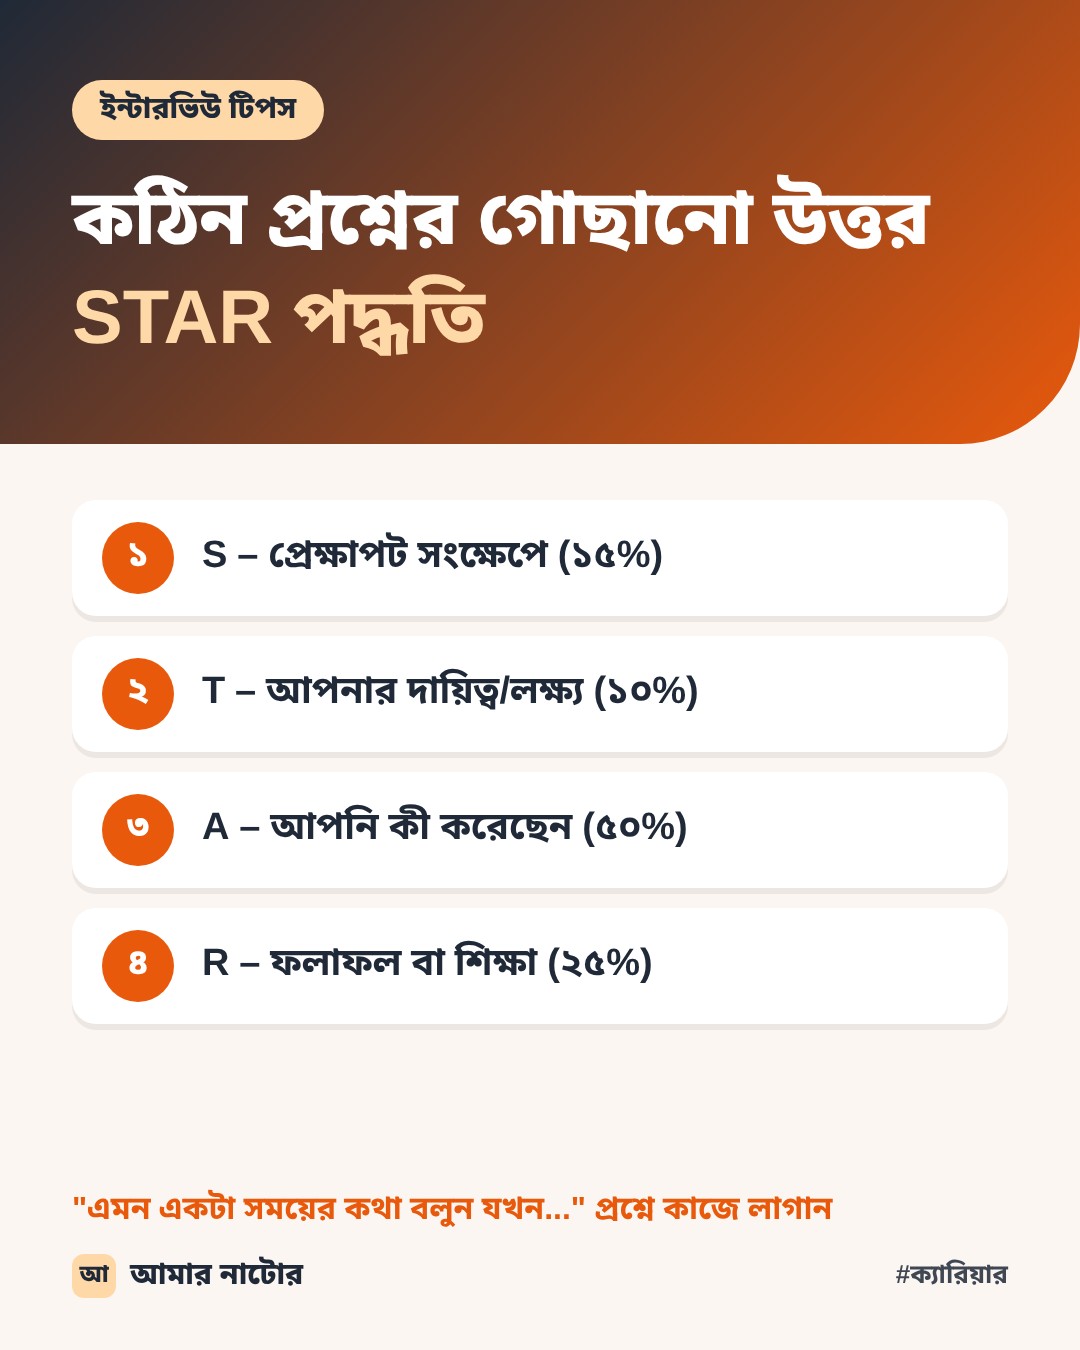 ইন্টারভিউ টিপস
কঠিন প্রশ্নের গোছানো উত্তর
STAR পদ্ধতি
১ S – প্রেক্ষাপট সংক্ষেপে (১৫%)
২ T – আপনার দায়িত্ব/লক্ষ্য (১০%)
৩ A – আপনি কী করেছেন (৫০%)
৪ R – ফলাফল বা শিক্ষা (২৫%)
"এমন একটা সময়ের কথা বলুন যখন..." প্রশ্নে কাজে লাগান
আ আমার নাটোর #ক্যারিয়ার